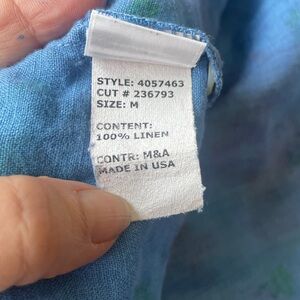 STYLE: 4057463
CUT # 236793
SIZE: M
CONTENT:
100% LINEN
CONTR: M&A
MADE IN USA